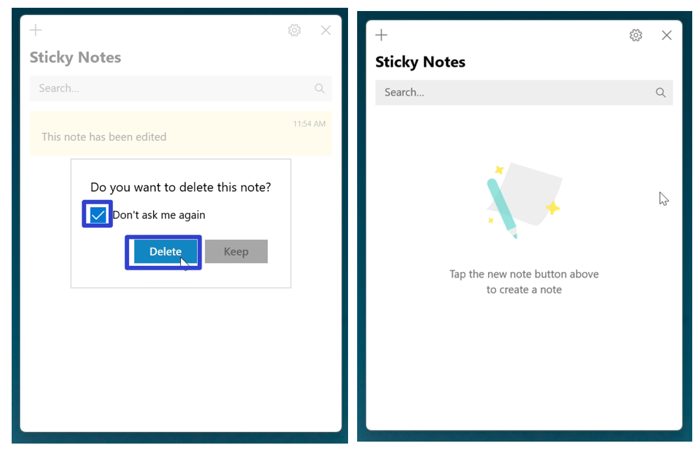 Sticky Notes
Search...
11:54 AM
This note has been edited
Do you want to delete this note?
Don't ask me again
Delete
Keep
Sticky Notes
Search...
Tap the new note button above
to create a note